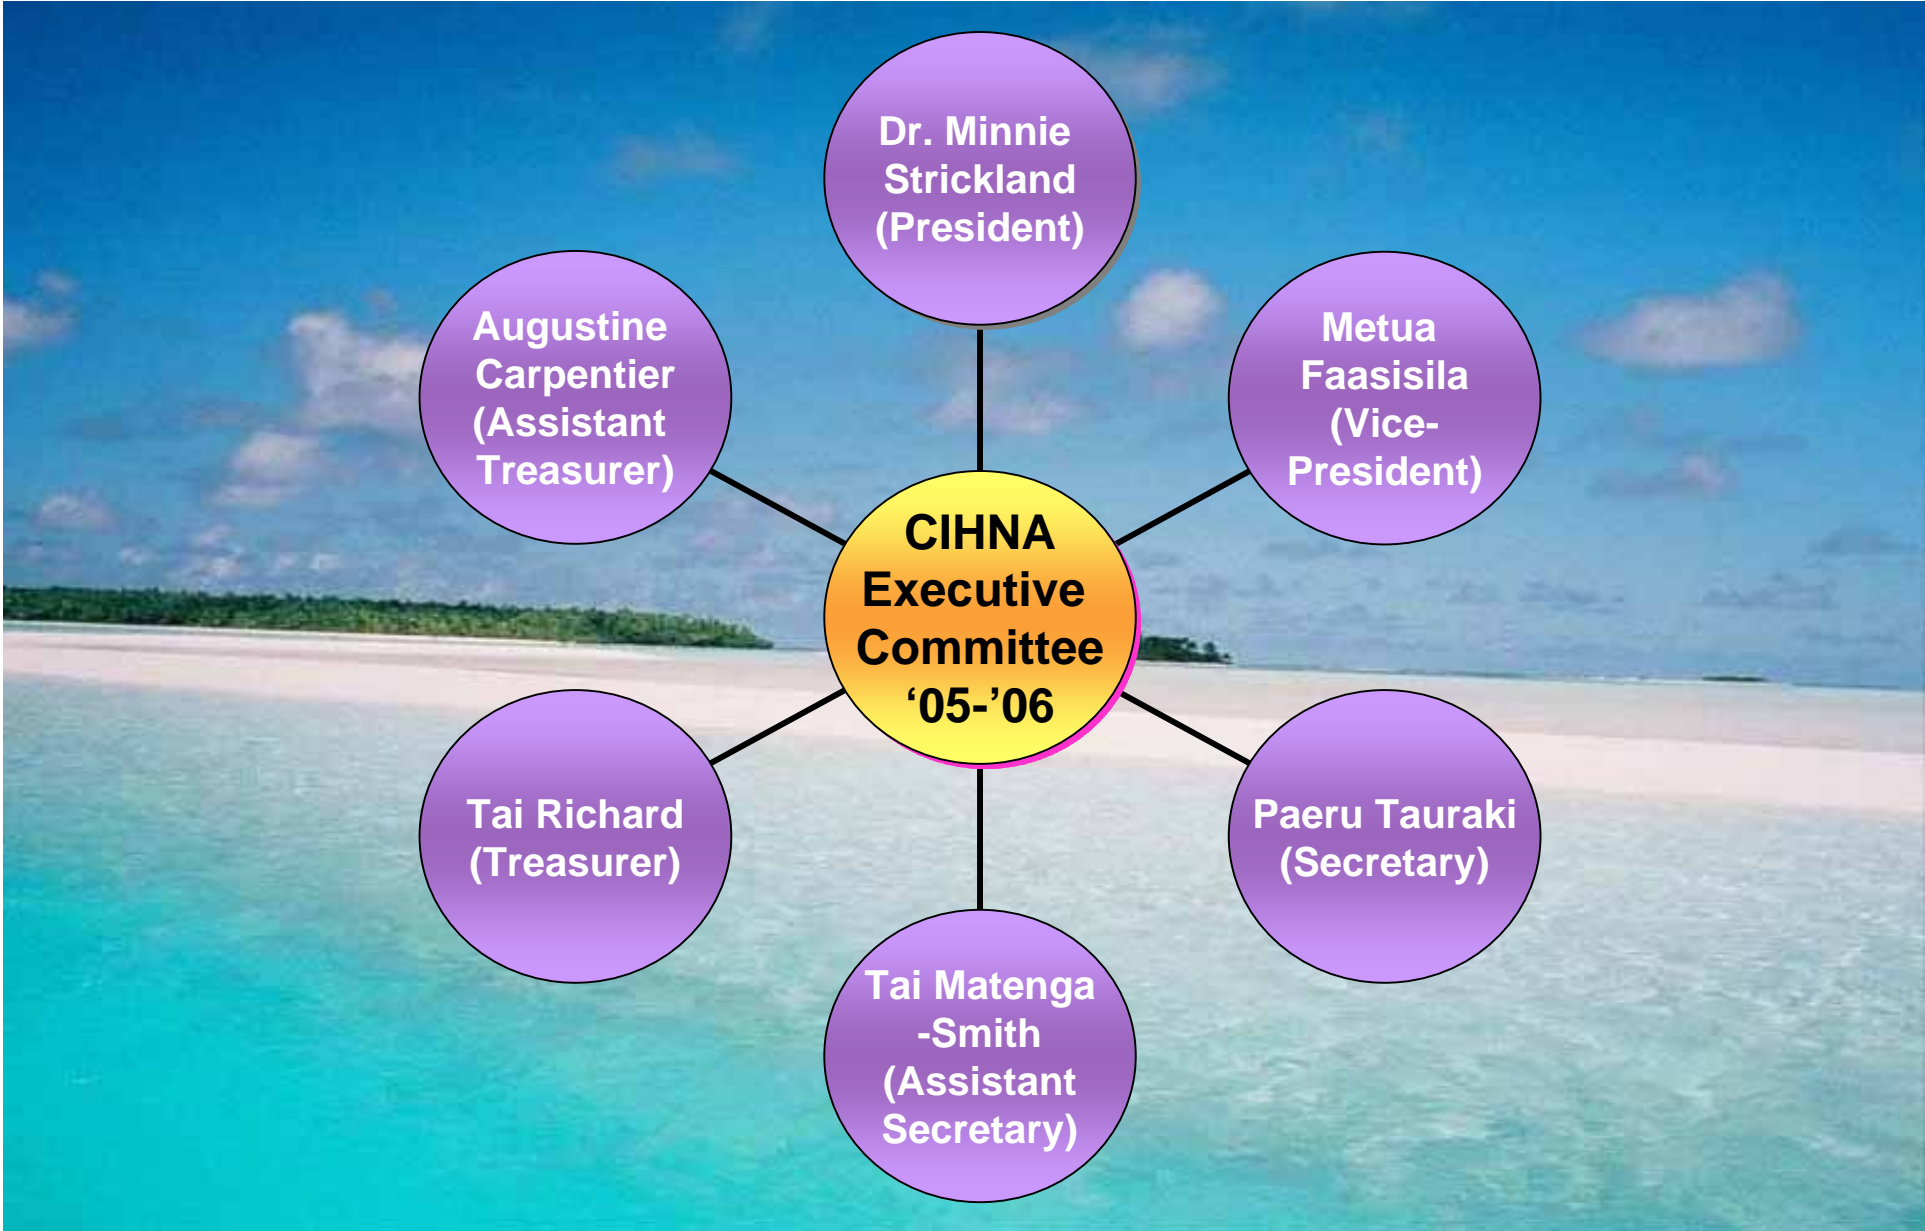 Dr. Minnie
Strickland
(President)
Augustine
Carpentier
(Assistant
Treasurer)
Metua
Faasisila
(Vice-
President)
CIHNA
Executive
Committee
‘05-’06
Tai Richard
(Treasurer)
Paeru Tauraki
(Secretary)
Tai Matenga
-Smith
(Assistant
Secretary)